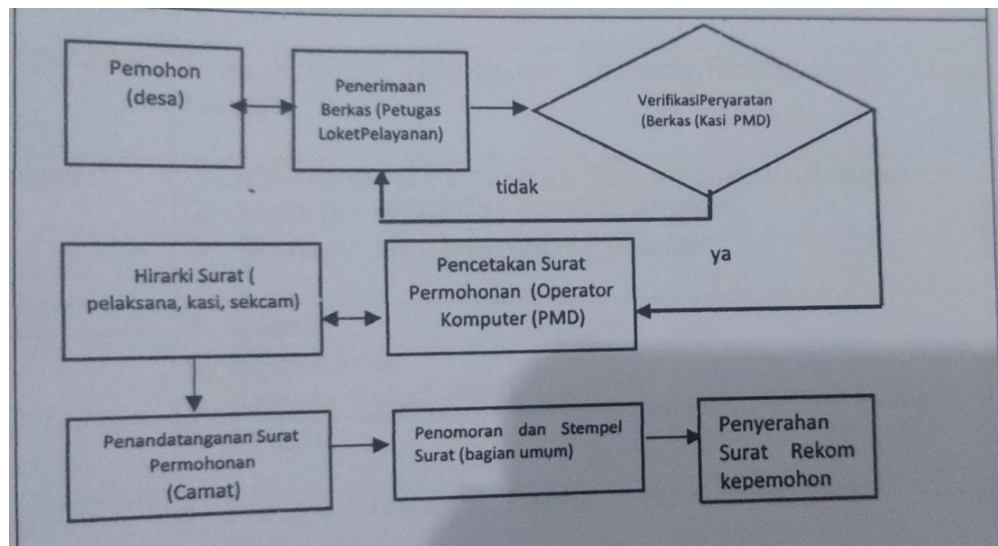 Pemohon
(desa)
Penerimaan
Berkas (Petugas
LoketPelayanan)
VerifikasiPeryaratan
(Berkas (Kasi PMD)
tidak
ya
Hirarki Surat (
pelaksana, kasi, sekcam)
Pencetakan Surat
Permohonan (Operator
Komputer (PMD)
Penandatanganan Surat
Permohonan
(Camat)
Penomoran dan Stempel
Surat (bagian umum)
Penyerahan
Surat Rekom
kepemohon